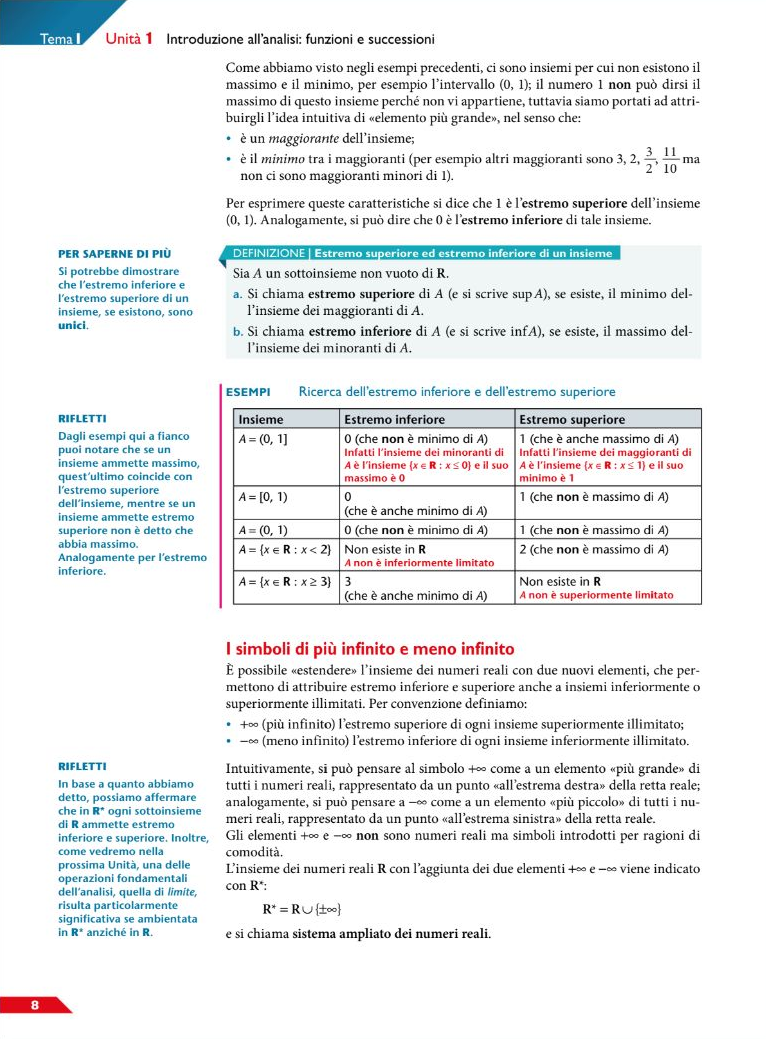 Tema I Unità 1 Introduzione all'analisi: funzioni e successioni
Come abbiamo visto negli esempi precedenti, ci sono insiemi per cui non esistono il
massimo e il minimo, per esempio l'intervallo (0, 1); il numero 1 non può dirsi il
massimo di questo insieme perché non vi appartiene, tuttavia siamo portati ad attri-
buirgli l'idea intuitiva di «elemento più grande», nel senso che:
• è un maggiorante dell'insieme;
• è il minimo tra i maggioranti (per esempio altri maggioranti sono 3, 2, 3/2, 11/10 ma
non ci sono maggioranti minori di 1).
Per esprimere queste caratteristiche si dice che 1 è l'estremo superiore dell'insieme
(0, 1). Analogamente, si può dire che 0 è l'estremo inferiore di tale insieme.
PER SAPERNE DI PIÙ
Si potrebbe dimostrare
che l'estremo inferiore e
l'estremo superiore di un
insieme, se esistono, sono
unici.
DEFINIZIONE | Estremo superiore ed estremo inferiore di un insieme
Sia A un sottoinsieme non vuoto di R.
a. Si chiama estremo superiore di A (e si scrive sup A), se esiste, il minimo del-
l'insieme dei maggioranti di A.
b. Si chiama estremo inferiore di A (e si scrive inf A), se esiste, il massimo del-
l'insieme dei minoranti di A.
ESEMPI Ricerca dell'estremo inferiore e dell'estremo superiore
RIFLETTI
Dagli esempi qui a fianco
puoi notare che se un
insieme ammette massimo,
quest'ultimo coincide con
l'estremo superiore
dell'insieme, mentre se un
insieme ammette estremo
superiore non è detto che
abbia massimo.
Analogamente per l'estremo
inferiore.
Insieme Estremo inferiore Estremo superiore
A = (0, 1] 0 (che non è minimo di A) 1 (che è anche massimo di A)
Infatti l'insieme dei minoranti di Infatti l'insieme dei maggioranti di
A è l'insieme {x ∈ R : x ≤ 0} e il suo A è l'insieme {x ∈ R : x ≤ 1} e il suo
massimo è 0 minimo è 1
A = [0, 1) 0 1 (che non è massimo di A)
(che è anche minimo di A)
A = (0, 1) 0 (che non è minimo di A) 1 (che non è massimo di A)
A = {x ∈ R : x < 2} Non esiste in R 2 (che non è massimo di A)
A non è inferiormente limitato
A = {x ∈ R : x ≥ 3} 3 Non esiste in R
(che è anche minimo di A) A non è superiormente limitato
I simboli di più infinito e meno infinito
È possibile «estendere» l'insieme dei numeri reali con due nuovi elementi, che per-
mettono di attribuire estremo inferiore e superiore anche a insiemi inferiormente o
superiormente illimitati. Per convenzione definiamo:
• +∞ (più infinito) l'estremo superiore di ogni insieme superiormente illimitato;
• −∞ (meno infinito) l'estremo inferiore di ogni insieme inferiormente illimitato.
RIFLETTI
In base a quanto abbiamo
detto, possiamo affermare
che in R* ogni sottoinsieme
di R ammette estremo
inferiore e superiore. Inoltre,
come vedremo nella
prossima Unità, una delle
operazioni fondamentali
dell'analisi, quella di limite,
risulta particolarmente
significativa se ambientata
in R* anziché in R.
Intuitivamente, si può pensare al simbolo +∞ come a un elemento «più grande» di
tutti i numeri reali, rappresentato da un punto «all'estrema destra» della retta reale;
analogamente, si può pensare a −∞ come a un elemento «più piccolo» di tutti i nu-
meri reali, rappresentato da un punto «all'estrema sinistra» della retta reale.
Gli elementi +∞ e −∞ non sono numeri reali ma simboli introdotti per ragioni di
comodità.
L'insieme dei numeri reali R con l'aggiunta dei due elementi +∞ e −∞ viene indicato
con R*:
R* = R ∪ {±∞}
e si chiama sistema ampliato dei numeri reali.
8